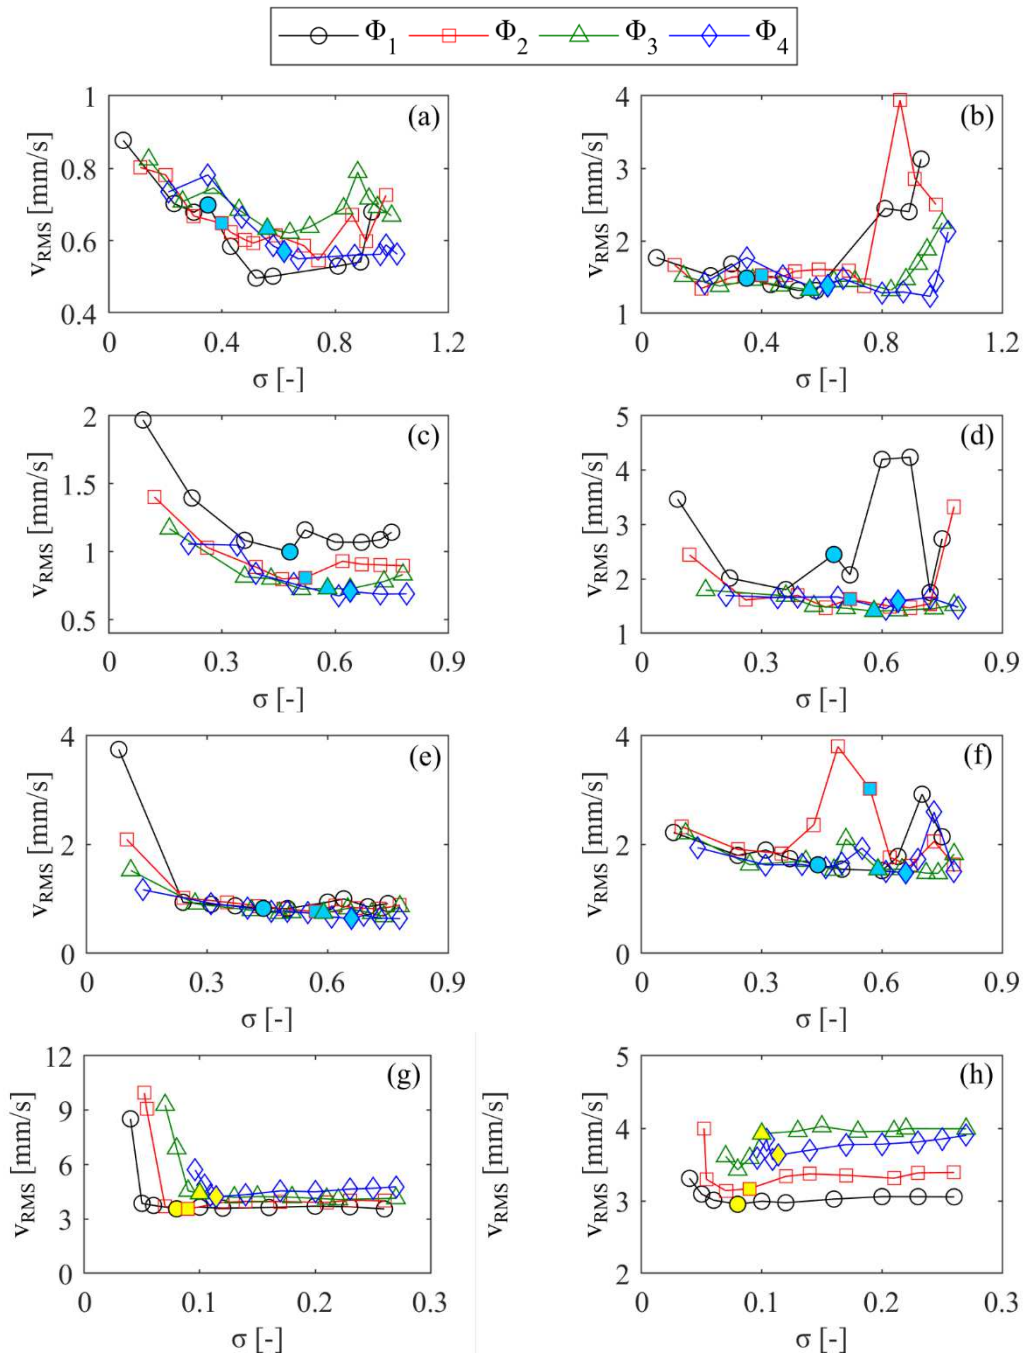 Φ1 Φ2 Φ3 Φ4
1 (a) 4 (b)
0.8 3
0.6 2
0.4 1
vRMS [mm/s] vRMS [mm/s]
0 0.4 0.8 1.2 0 0.4 0.8 1.2
σ [-] σ [-]
2 (c) 5 (d)
1.5 4
3
1 2
0.5 1
vRMS [mm/s] vRMS [mm/s]
0 0.3 0.6 0.9 0 0.3 0.6 0.9
σ [-] σ [-]
4 (e) 4 (f)
2 2
0 0
vRMS [mm/s] vRMS [mm/s]
0 0.3 0.6 0.9 0 0.3 0.6 0.9
σ [-] σ [-]
12 (g) 5 (h)
9 4
6
3 3
0 2
vRMS [mm/s] vRMS [mm/s] vRMS [mm/s]
0 0.1 0.2 0.3 0 0.1 0.2 0.3
σ [-] σ [-]